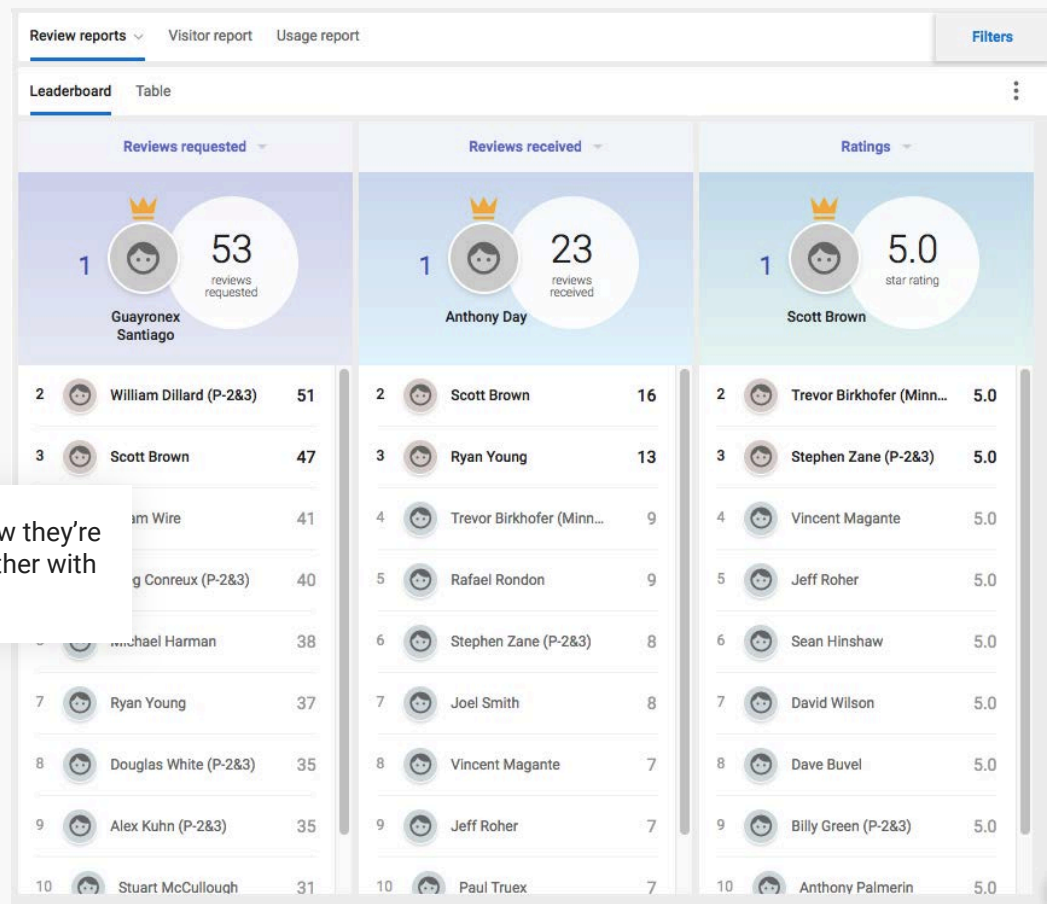 Review reports Visitor report Usage report Filters
Leaderboard Table
Reviews requested
1
53
reviews
requested
Guayronex
Santiago
2 William Dillard (P-2&3) 51
3 Scott Brown 47
am Wire 41
g Conreux (P-2&3) 40
Michael Harman 38
7 Ryan Young 37
8 Douglas White (P-2&3) 35
9 Alex Kuhn (P-2&3) 35
10 Stuart McCullough 31
w they're
ther with
Reviews received
1
23
reviews
received
Anthony Day
2 Scott Brown 16
3 Ryan Young 13
4 Trevor Birkhofer (Minn... 9
5 Rafael Rondon 9
6 Stephen Zane (P-2&3) 8
7 Joel Smith 8
8 Vincent Magante 7
9 Jeff Roher 7
10 Paul Truex 7
Ratings
1
5.0
star rating
Scott Brown
2 Trevor Birkhofer (Minn... 5.0
3 Stephen Zane (P-2&3) 5.0
4 Vincent Magante 5.0
5 Jeff Roher 5.0
6 Sean Hinshaw 5.0
7 David Wilson 5.0
8 Dave Buvel 5.0
9 Billy Green (P-2&3) 5.0
10 Anthony Palmerin 5.0